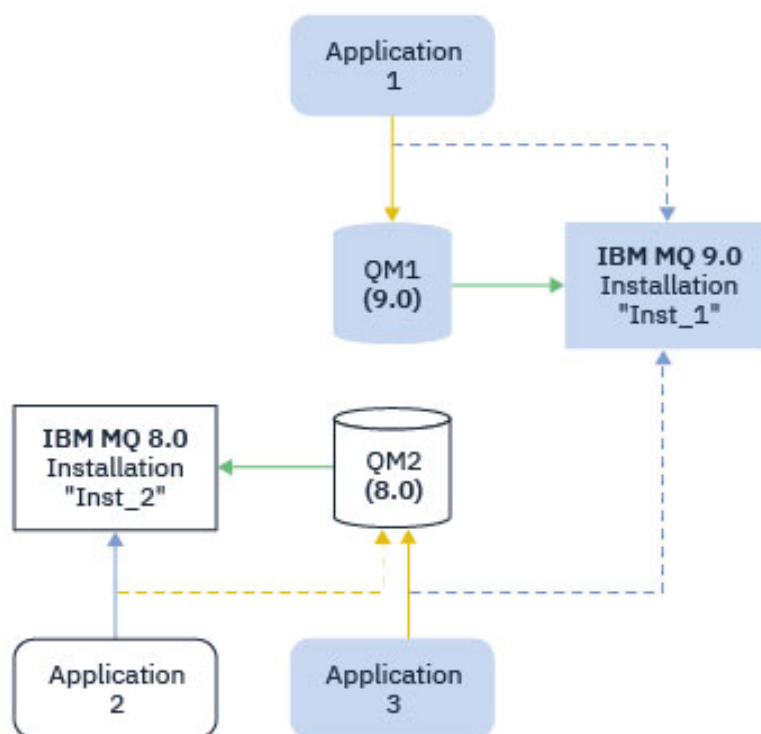 Application
1
QM1
(9.0)
IBM MQ 9.0
Installation
"Inst_1"
IBM MQ 8.0
Installation
"Inst_2"
QM2
(8.0)
Application
2
Application
3